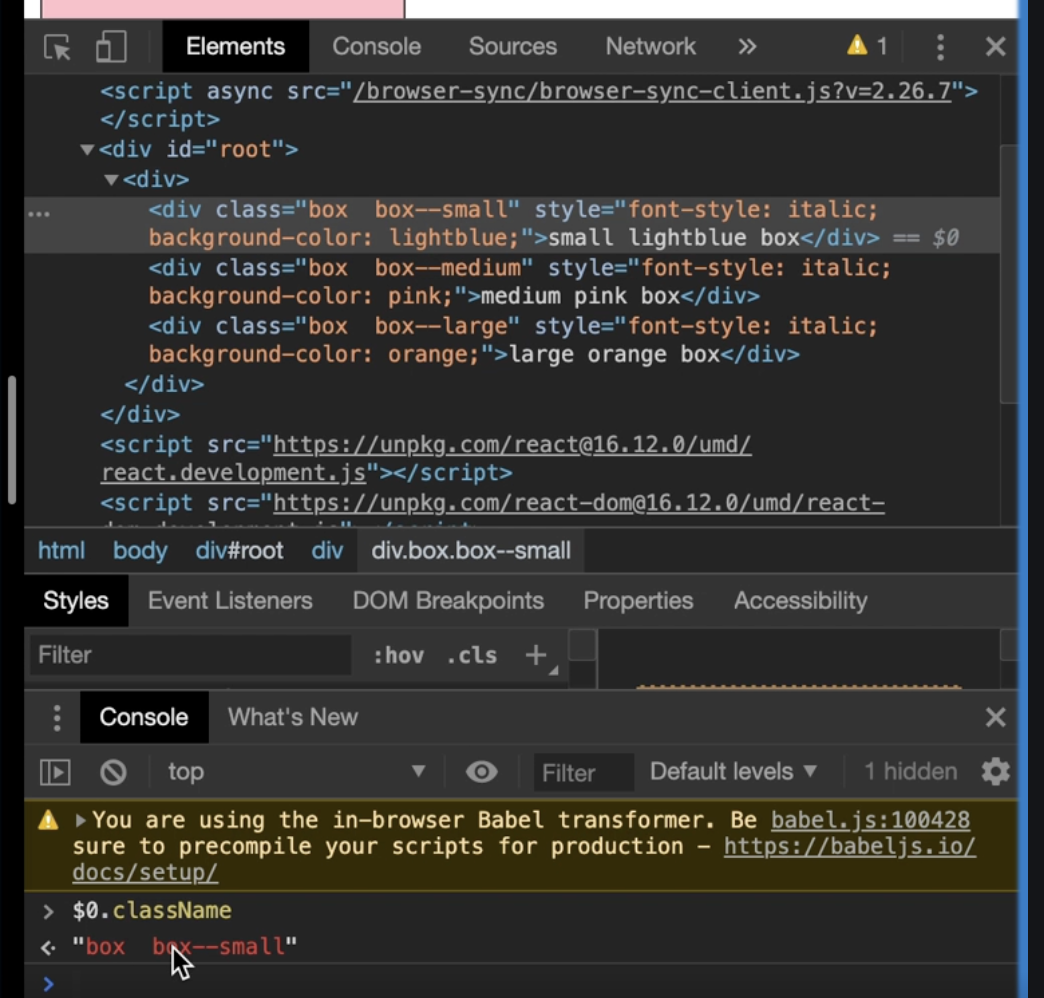 Elements Console Sources Network » 1
<script async src="/browser-sync/browser-sync-client.js?v=2.26.7">
</script>
▼<div id="root">
▼<div>
… <div class="box  box--small" style="font-style: italic;
background-color: lightblue;">small lightblue box</div> == $0
<div class="box  box--medium" style="font-style: italic;
background-color: pink;">medium pink box</div>
<div class="box  box--large" style="font-style: italic;
background-color: orange;">large orange box</div>
</div>
</div>
<script src="https://unpkg.com/react@16.12.0/umd/
react.development.js"></script>
<script src="https://unpkg.com/react-dom@16.12.0/umd/react-
html body div#root div div.box.box--small
Styles Event Listeners DOM Breakpoints Properties Accessibility
Filter :hov .cls +
Console What's New
top ▼ Filter Default levels ▼ 1 hidden
▶You are using the in-browser Babel transformer. Be babel.js:100428
sure to precompile your scripts for production - https://babeljs.io/
docs/setup/
> $0.className
"box  box--small"
>